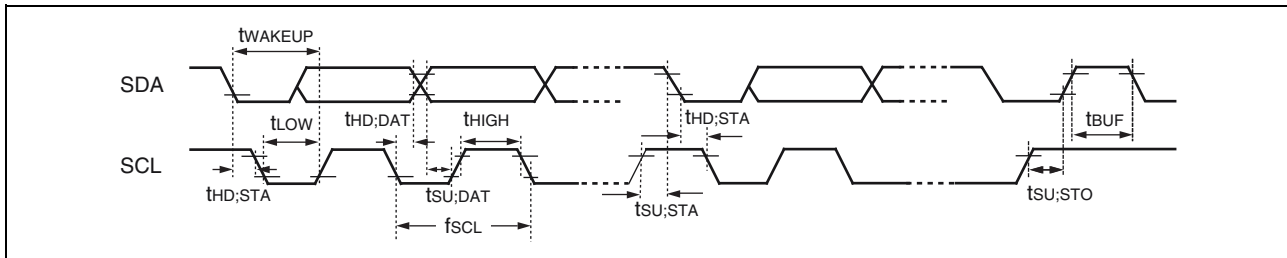 tWAKEUP
SDA
tLOW
tHD;DAT
tHIGH
tHD;STA
tBUF
SCL
tHD;STA
tSU;DAT
tSU;STA
tSU;STO
fSCL